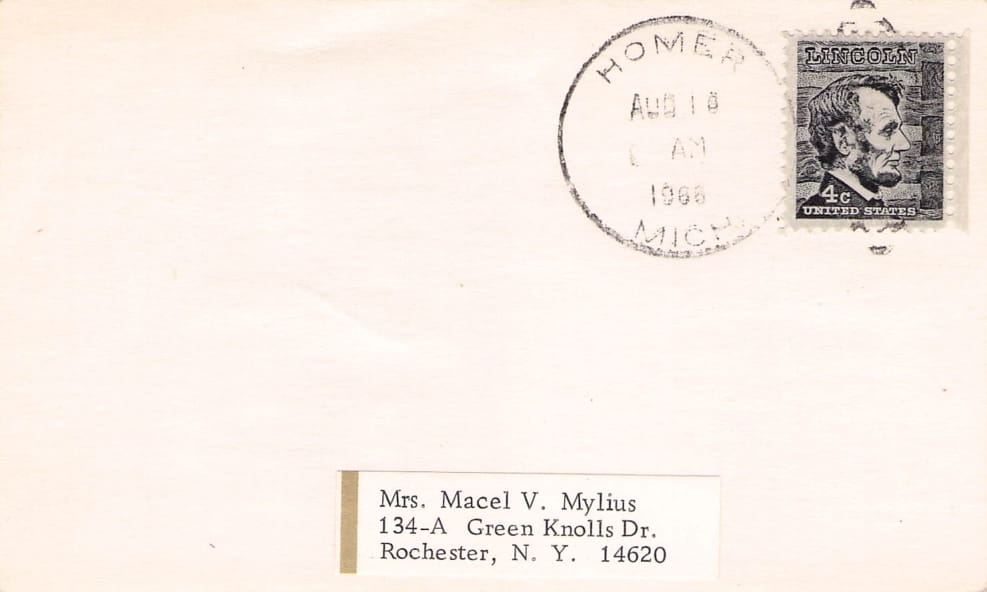 HOMER
AUG 18
AM
1966
MICH
LINCOLN
4c
UNITED STATES
Mrs. Macel V. Mylius
134-A Green Knolls Dr.
Rochester, N. Y. 14620